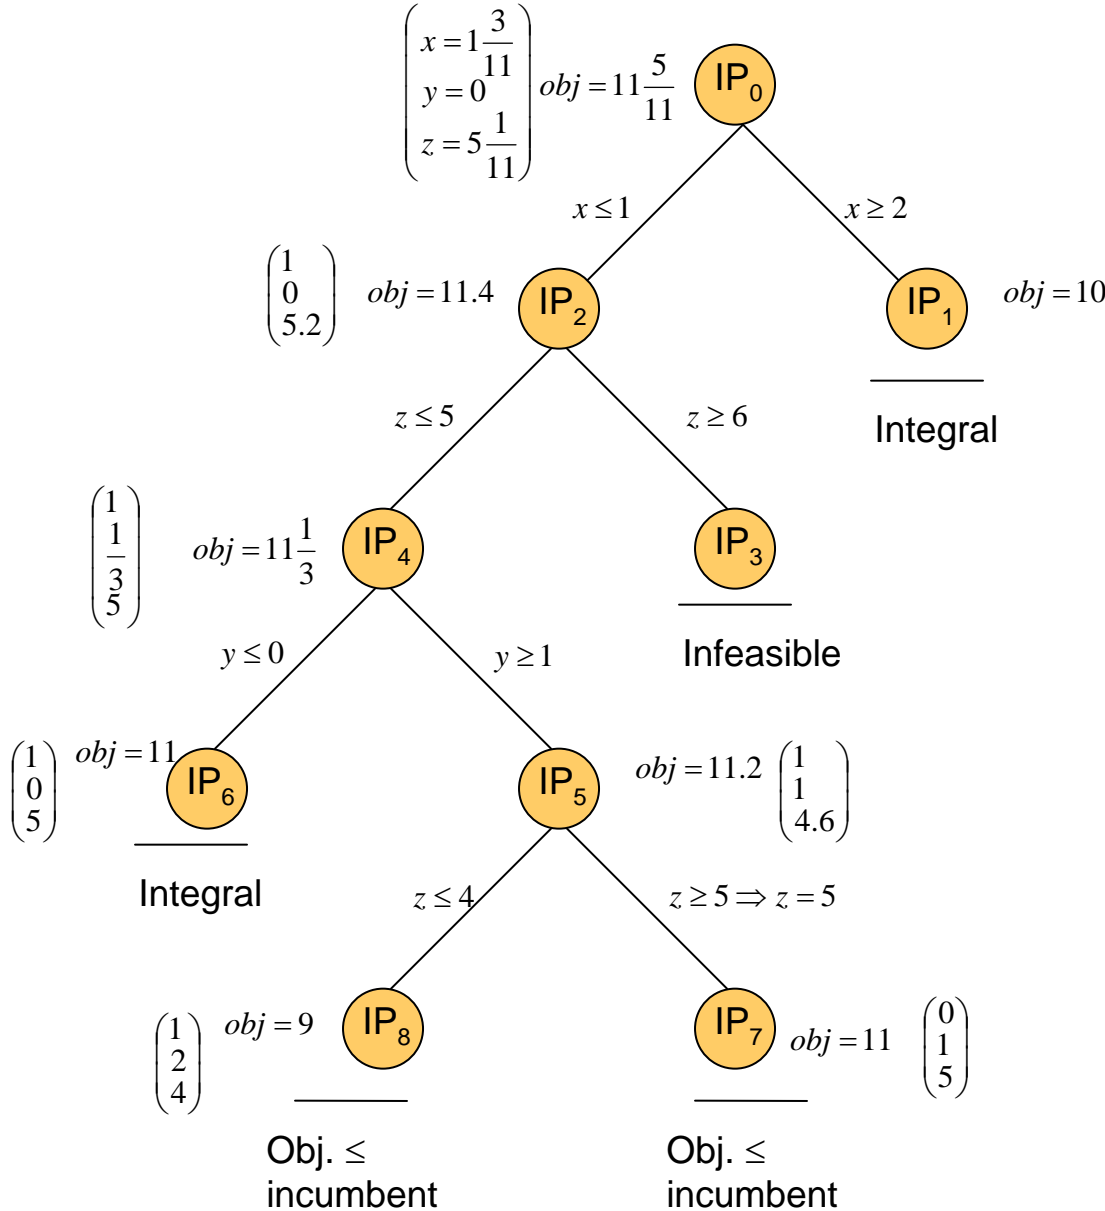 x = 1 3/11
y = 0
z = 5 1/11
obj = 11 5/11
IP₀
x ≤ 1
x ≥ 2
1
0
5.2
obj = 11.4
IP₂
IP₁
obj = 10
Integral
z ≤ 5
z ≥ 6
1
1/3
5
obj = 11 1/3
IP₄
IP₃
Infeasible
y ≤ 0
y ≥ 1
1
0
5
obj = 11
IP₆
Integral
IP₅
obj = 11.2
1
1
4.6
z ≤ 4
z ≥ 5 ⇒ z = 5
1
2
4
obj = 9
IP₈
Obj. ≤
incumbent
IP₇
obj = 11
0
1
5
Obj. ≤
incumbent